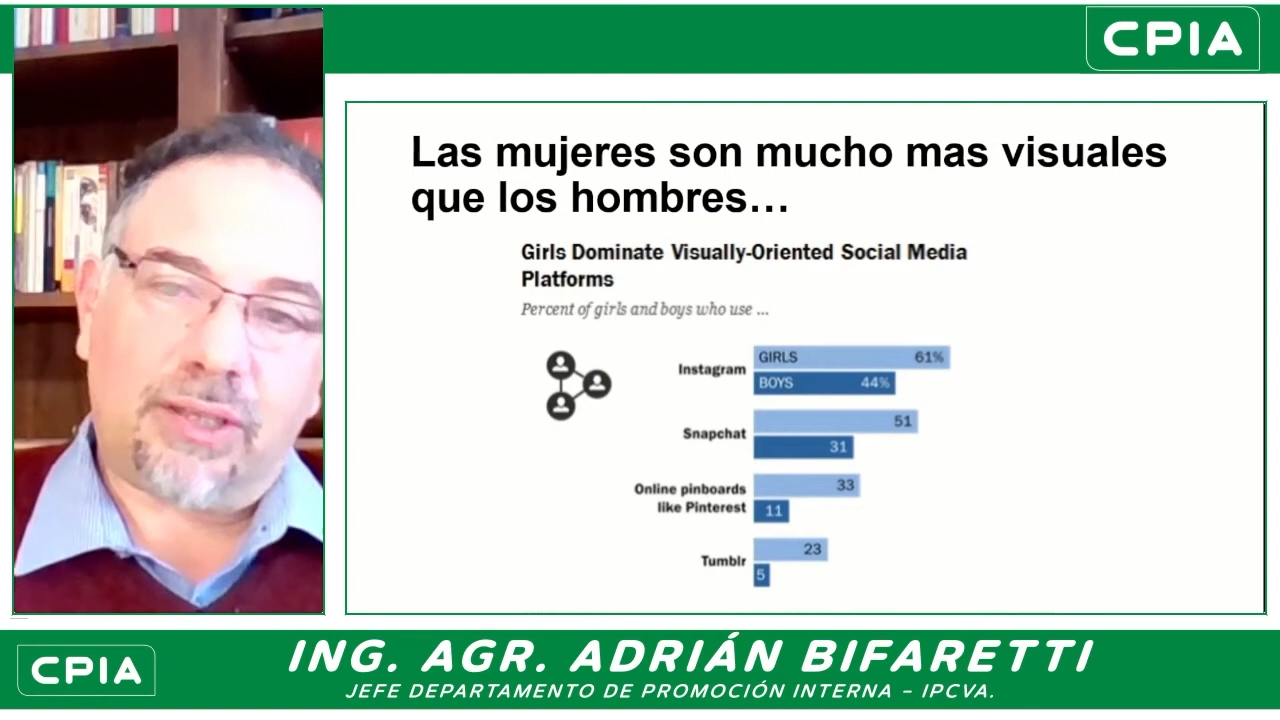 CPIA
Las mujeres son mucho mas visuales
que los hombres...
Girls Dominate Visually-Oriented Social Media
Platforms
Percent of girls and boys who use ...
Instagram
GIRLS 61%
BOYS 44%
Snapchat
51
31
Online pinboards
like Pinterest
33
11
Tumblr
23
5
CPIA
ING. AGR. ADRIÁN BIFARETTI
JEFE DEPARTAMENTO DE PROMOCIÓN INTERNA – IPCVA.